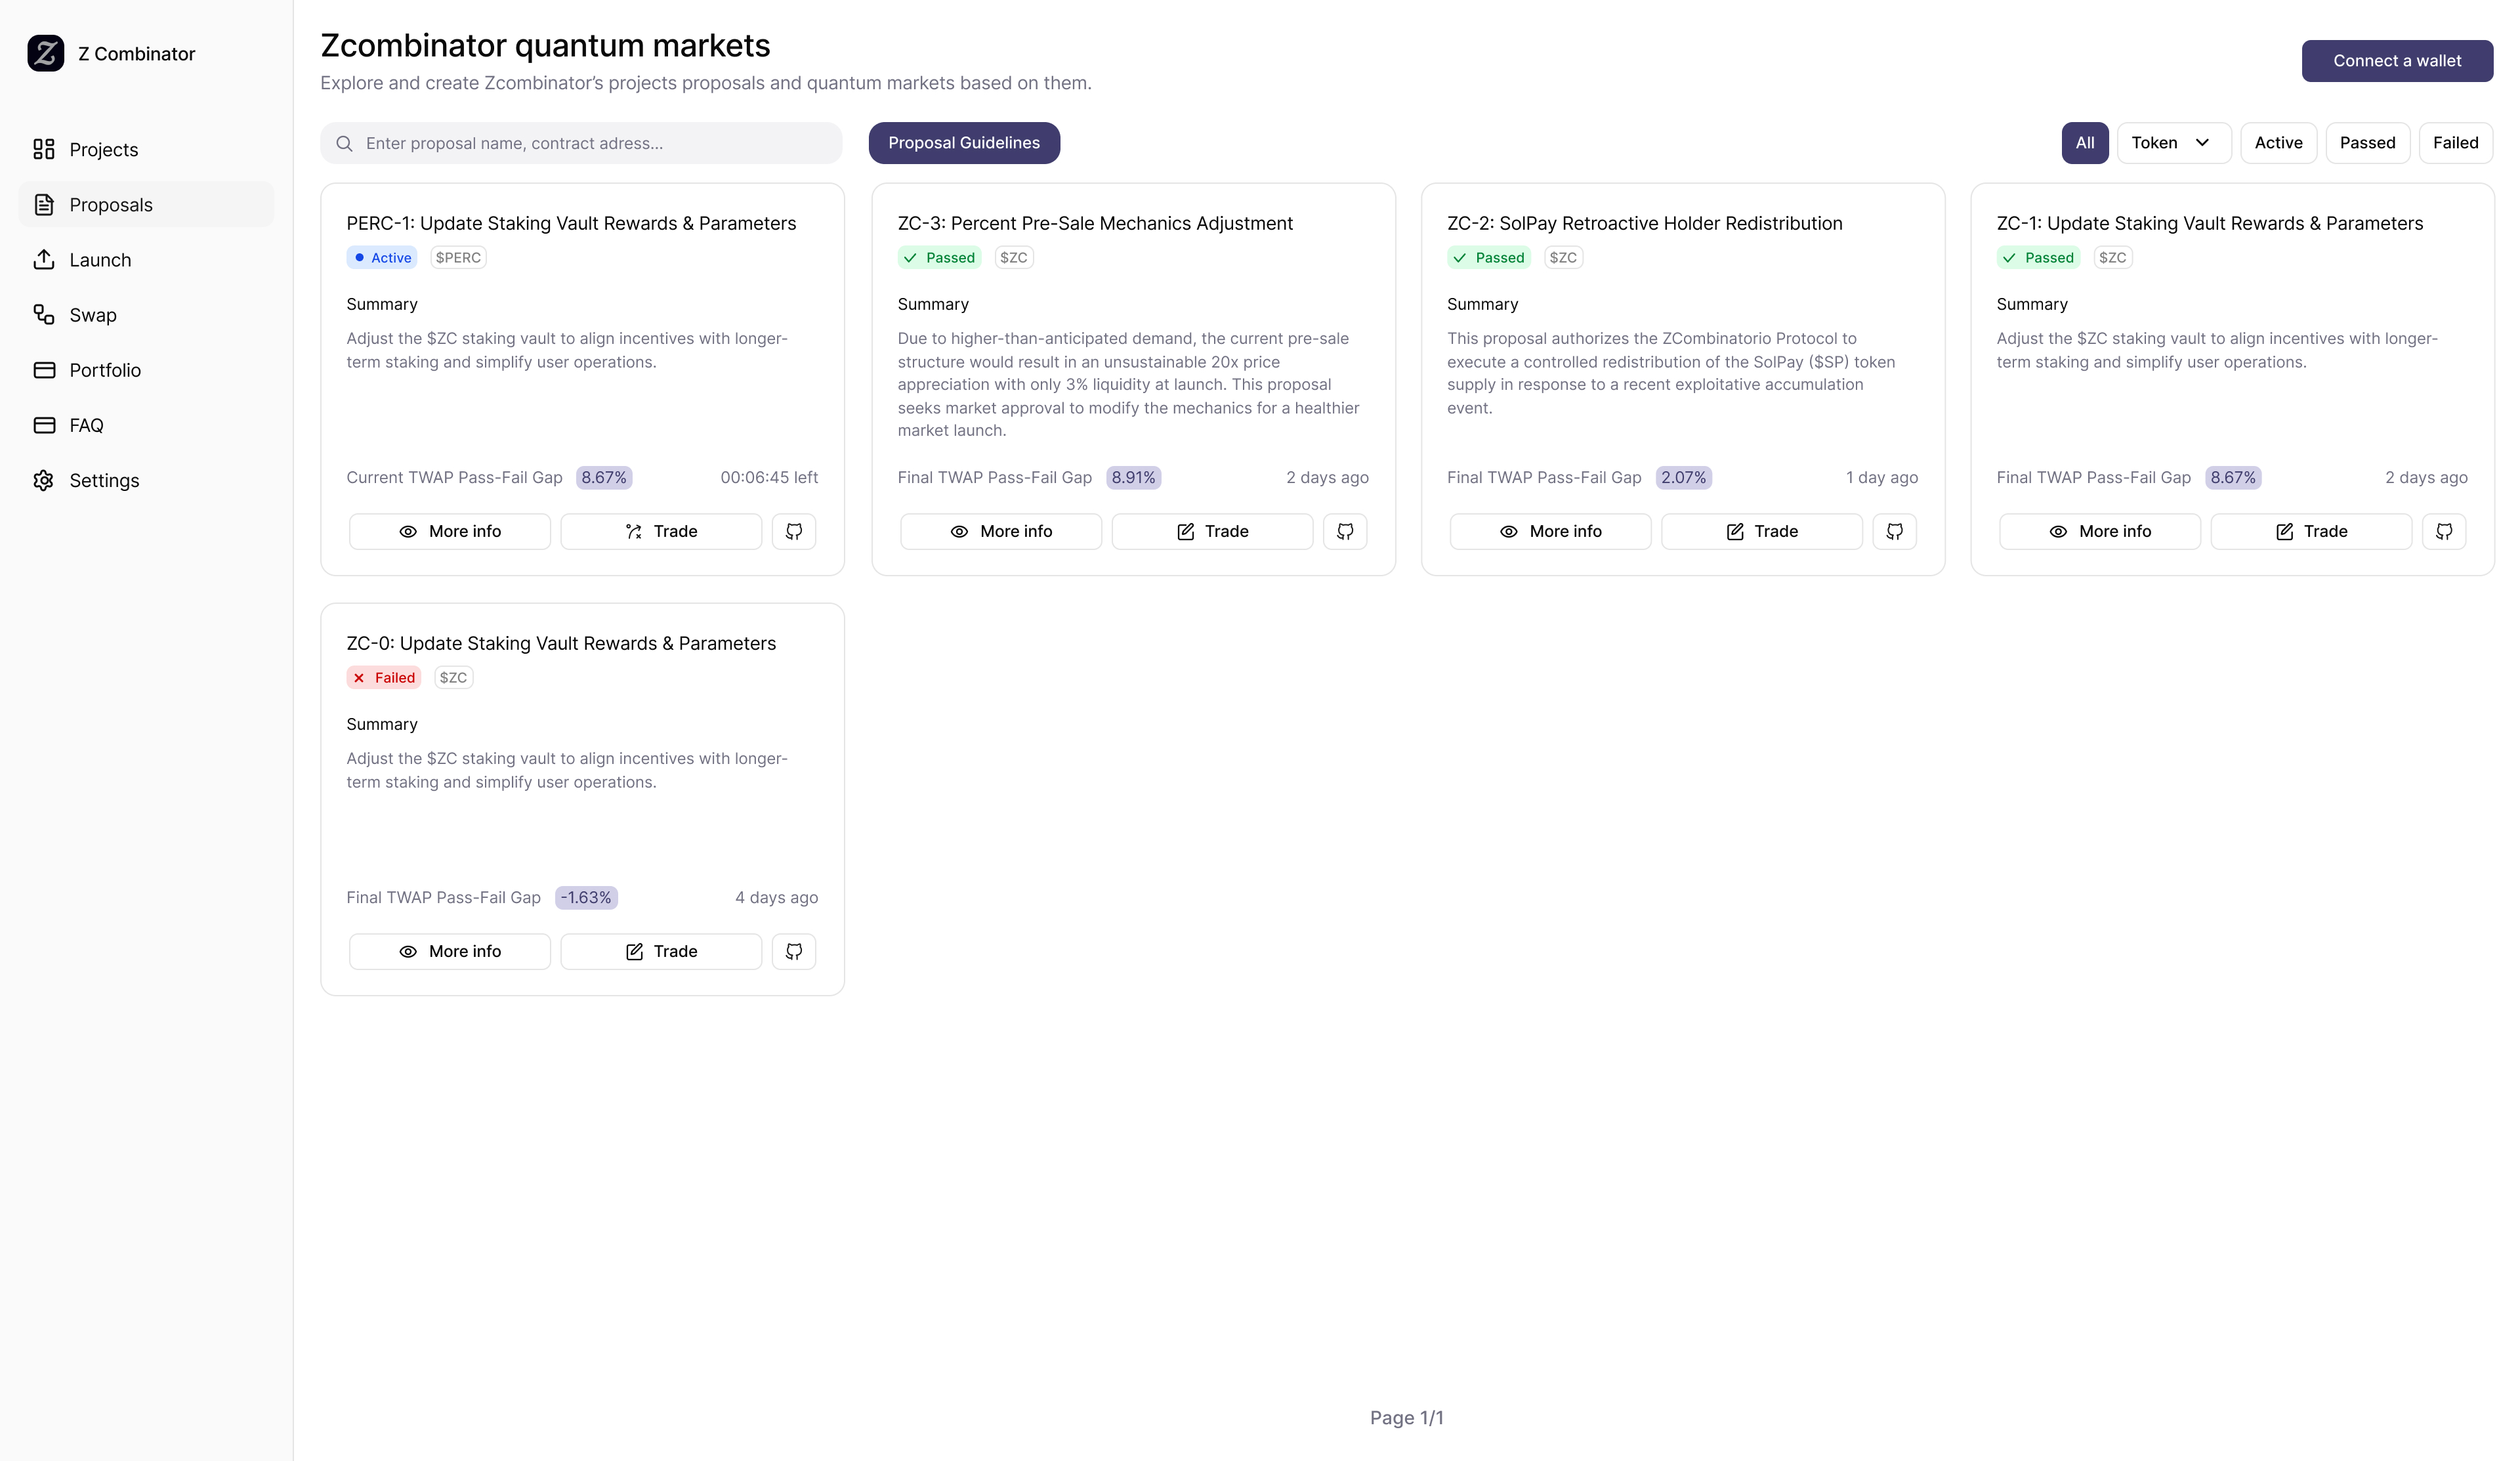 Z Combinator
Projects
Proposals
Launch
Swap
Portfolio
FAQ
Settings
Zcombinator quantum markets
Explore and create Zcombinator’s projects proposals and quantum markets based on them.
Connect a wallet
Enter proposal name, contract adress...
Proposal Guidelines
All
Token
Active
Passed
Failed
PERC-1: Update Staking Vault Rewards & Parameters
Active
$PERC
Summary
Adjust the $ZC staking vault to align incentives with longer-
term staking and simplify user operations.
Current TWAP Pass-Fail Gap 8.67% 00:06:45 left
More info
Trade
ZC-3: Percent Pre-Sale Mechanics Adjustment
Passed
$ZC
Summary
Due to higher-than-anticipated demand, the current pre-sale
structure would result in an unsustainable 20x price
appreciation with only 3% liquidity at launch. This proposal
seeks market approval to modify the mechanics for a healthier
market launch.
Final TWAP Pass-Fail Gap 8.91% 2 days ago
More info
Trade
ZC-2: SolPay Retroactive Holder Redistribution
Passed
$ZC
Summary
This proposal authorizes the ZCombinatorio Protocol to
execute a controlled redistribution of the SolPay ($SP) token
supply in response to a recent exploitative accumulation
event.
Final TWAP Pass-Fail Gap 2.07% 1 day ago
More info
Trade
ZC-1: Update Staking Vault Rewards & Parameters
Passed
$ZC
Summary
Adjust the $ZC staking vault to align incentives with longer-
term staking and simplify user operations.
Final TWAP Pass-Fail Gap 8.67% 2 days ago
More info
Trade
ZC-0: Update Staking Vault Rewards & Parameters
Failed
$ZC
Summary
Adjust the $ZC staking vault to align incentives with longer-
term staking and simplify user operations.
Final TWAP Pass-Fail Gap -1.63% 4 days ago
More info
Trade
Page 1/1